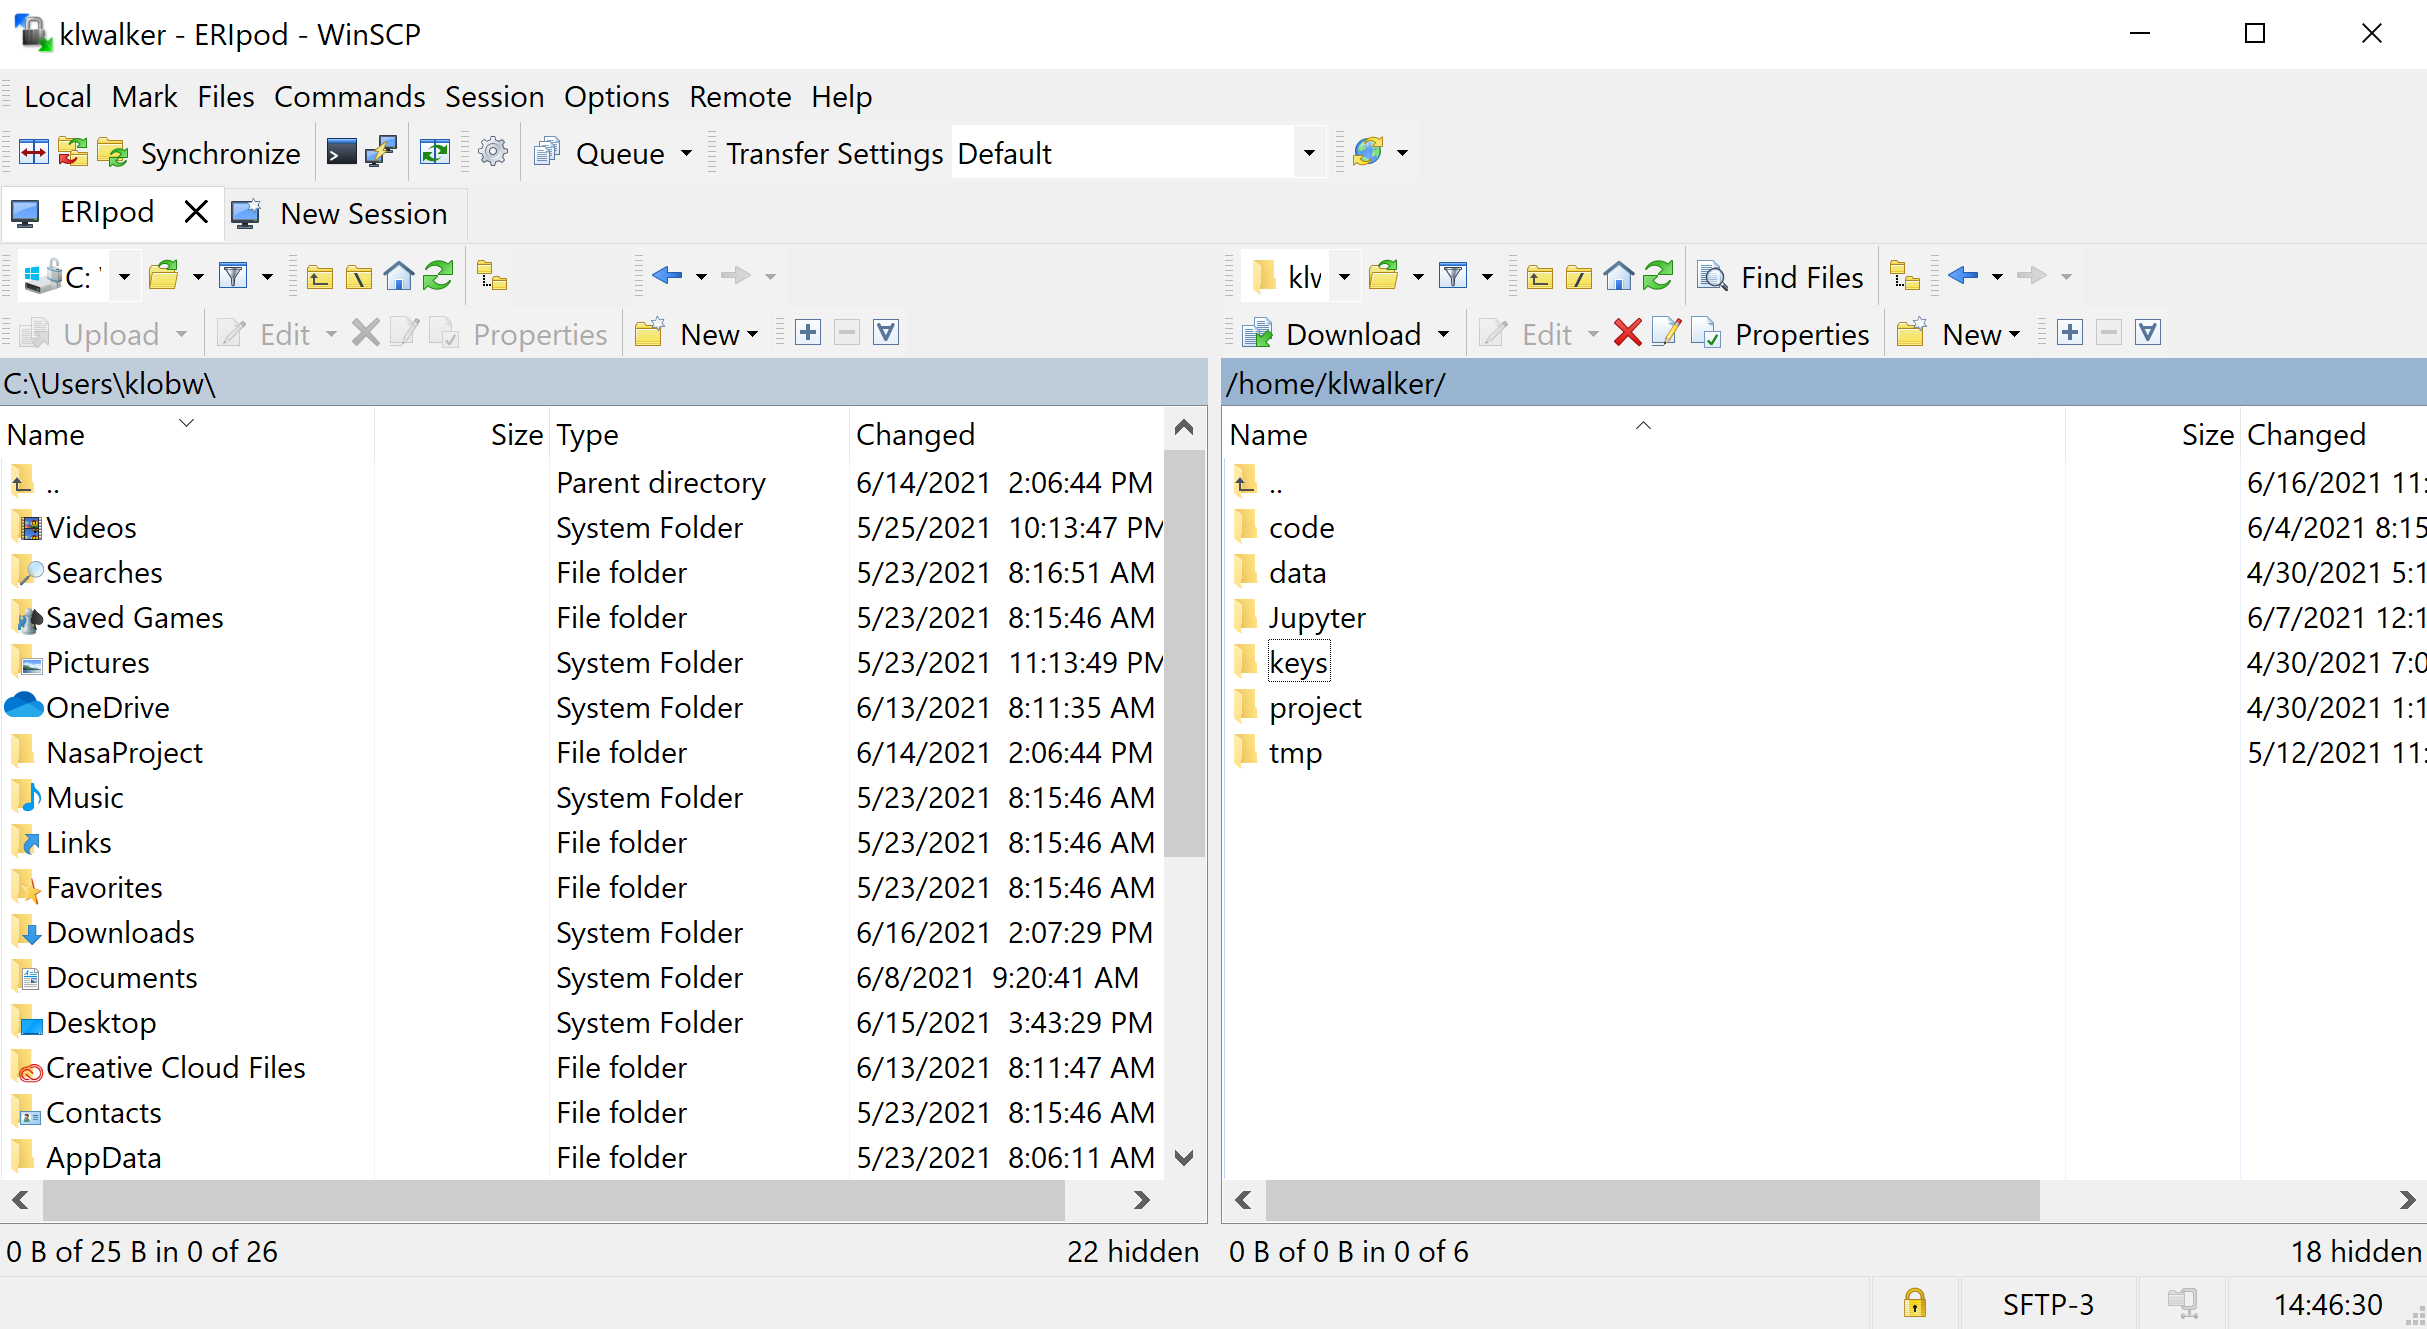 klwalker - ERIpod - WinSCP
Local Mark Files Commands Session Options Remote Help
Synchronize Queue Transfer Settings Default
ERIpod New Session
C: klw Find Files
Upload Edit Properties New Download Edit Properties New
C:\Users\klobw\ /home/klwalker/
Name Size Type Changed Name Size Changed
.. Parent directory 6/14/2021 2:06:44 PM .. 6/16/2021 11:
Videos System Folder 5/25/2021 10:13:47 PM code 6/4/2021 8:15
Searches File folder 5/23/2021 8:16:51 AM data 4/30/2021 5:1
Saved Games File folder 5/23/2021 8:15:46 AM Jupyter 6/7/2021 12:1
Pictures System Folder 5/23/2021 11:13:49 PM keys 4/30/2021 7:0
OneDrive System Folder 6/13/2021 8:11:35 AM project 4/30/2021 1:1
NasaProject File folder 6/14/2021 2:06:44 PM tmp 5/12/2021 11:
Music System Folder 5/23/2021 8:15:46 AM
Links File folder 5/23/2021 8:15:46 AM
Favorites File folder 5/23/2021 8:15:46 AM
Downloads System Folder 6/16/2021 2:07:29 PM
Documents System Folder 6/8/2021 9:20:41 AM
Desktop System Folder 6/15/2021 3:43:29 PM
Creative Cloud Files File folder 6/13/2021 8:11:47 AM
Contacts File folder 5/23/2021 8:15:46 AM
AppData File folder 5/23/2021 8:06:11 AM
0 B of 25 B in 0 of 26 22 hidden 0 B of 0 B in 0 of 6 18 hidden
SFTP-3 14:46:30